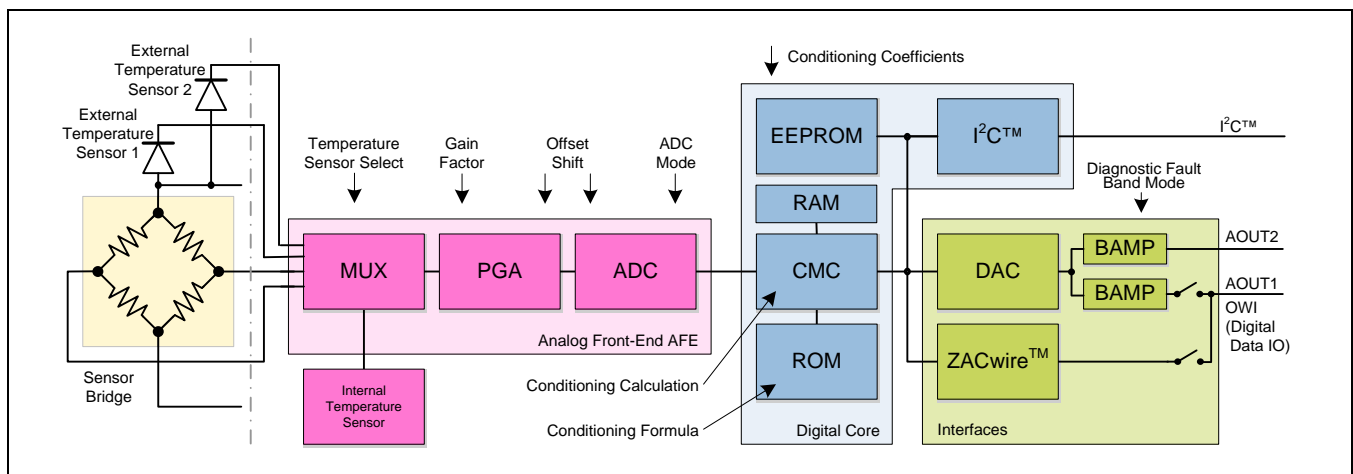 External
Temperature
Sensor 2
External
Temperature
Sensor 1
Sensor
Bridge
Temperature
Sensor Select
Gain
Factor
Offset
Shift
ADC
Mode
MUX
PGA
ADC
Analog Front-End AFE
Internal
Temperature
Sensor
Conditioning Coefficients
EEPROM
I²C™
RAM
CMC
ROM
Conditioning Calculation
Conditioning Formula
Digital Core
I²C™
Diagnostic Fault
Band Mode
DAC
BAMP
BAMP
ZACwire™
Interfaces
AOUT2
AOUT1
OWI
(Digital
Data IO)